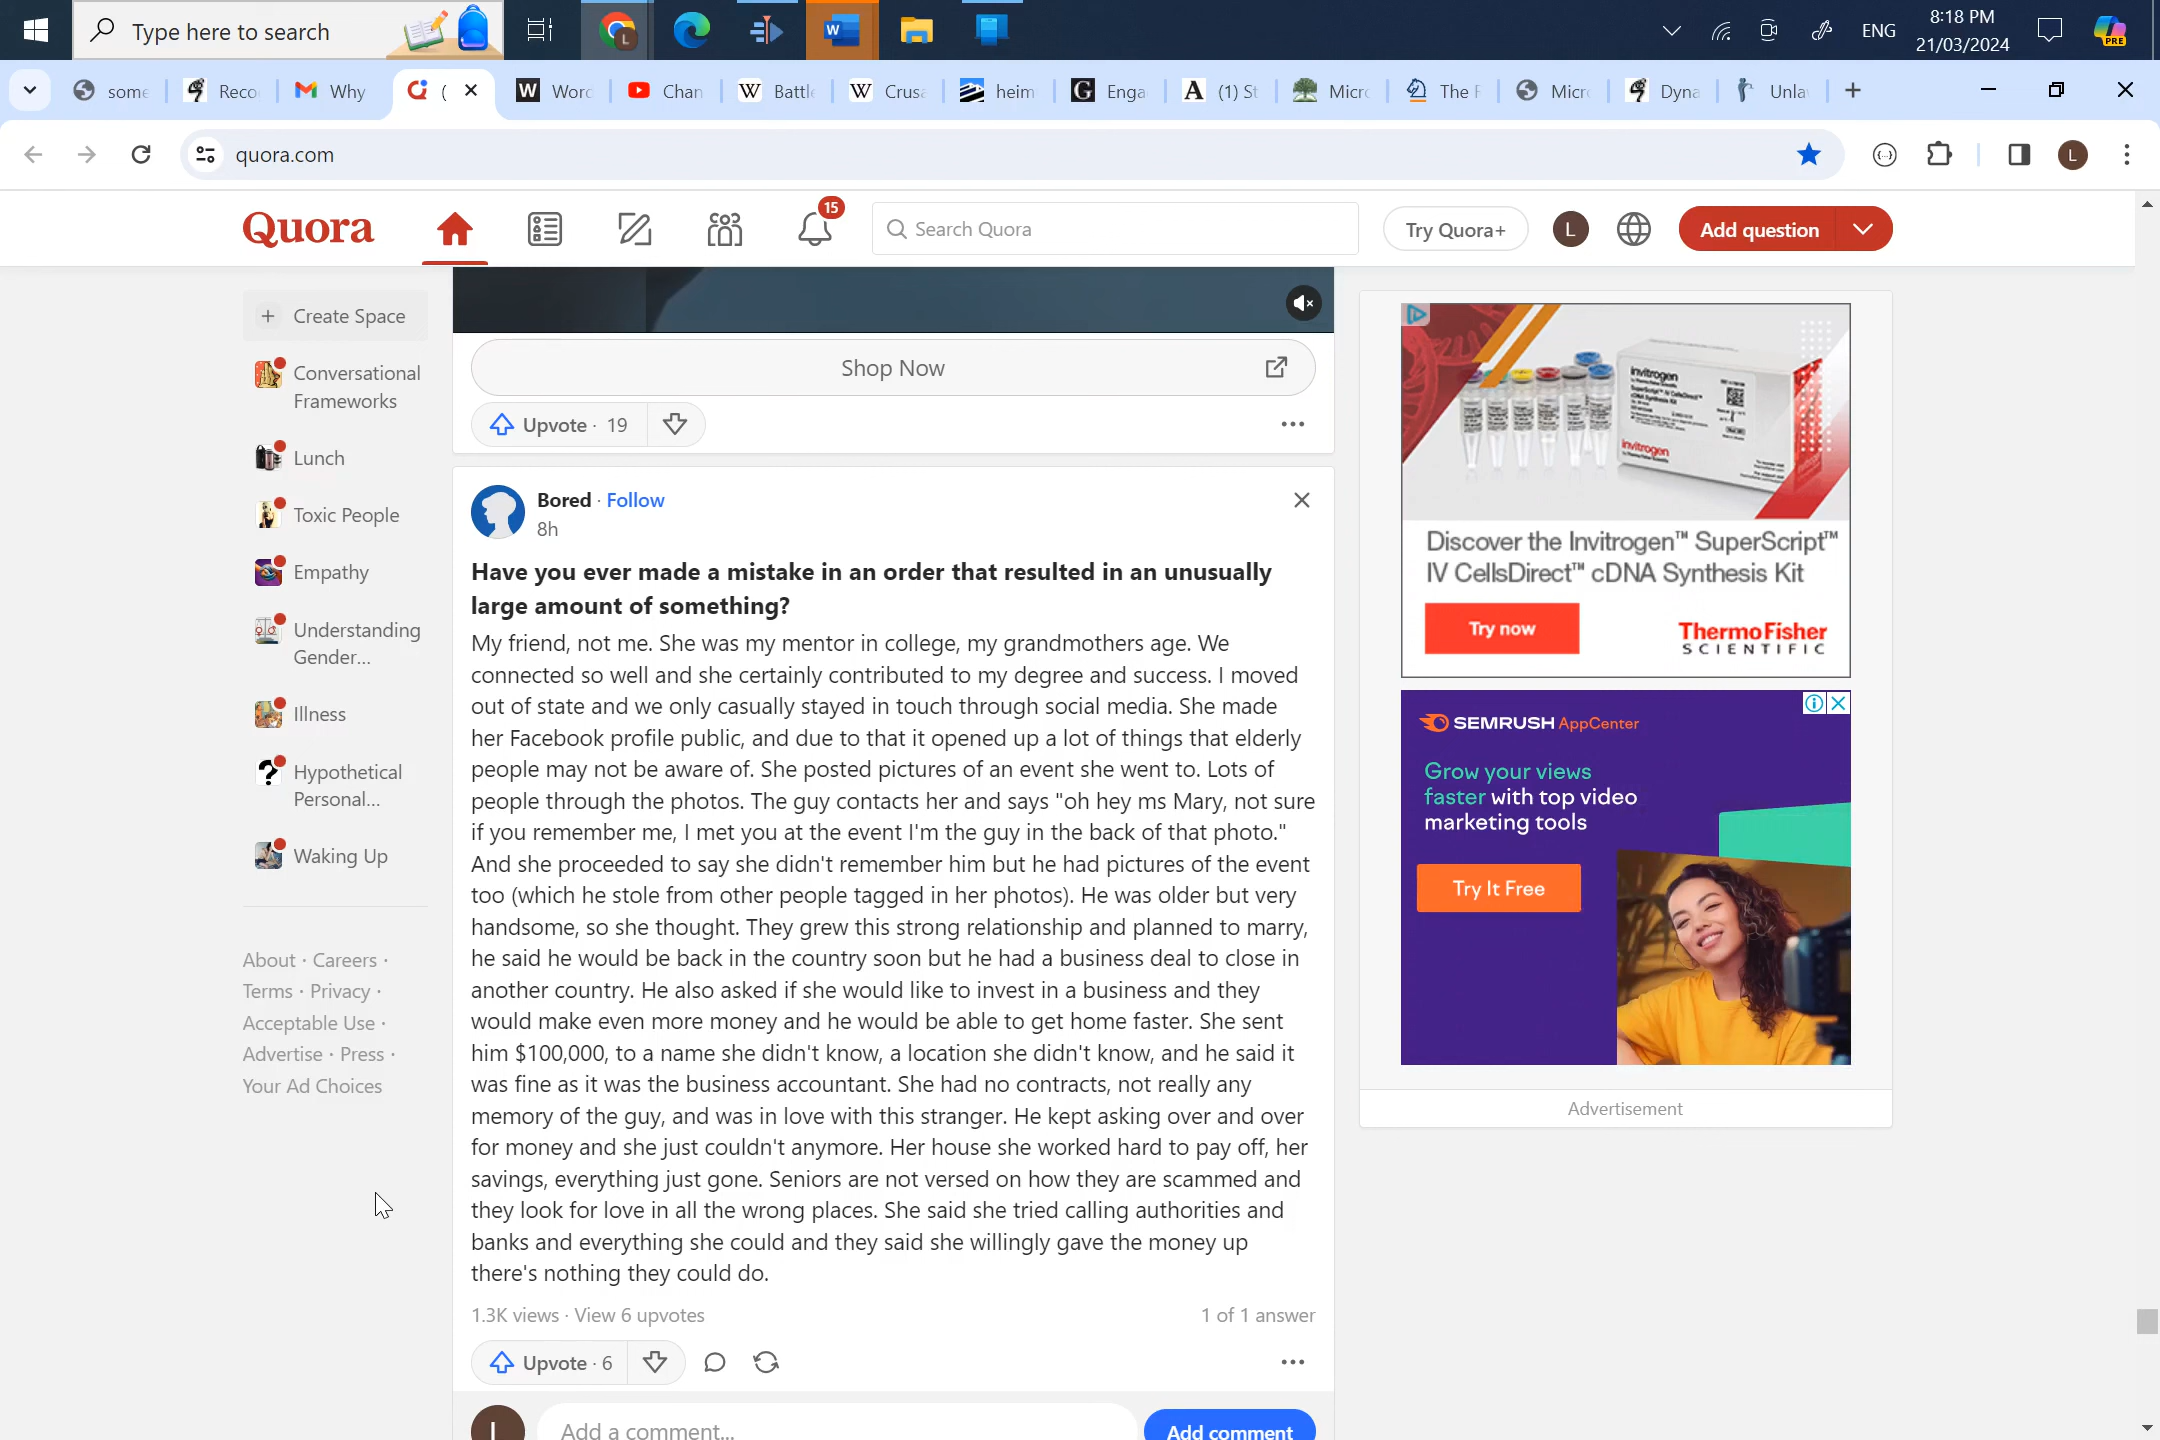 Type here to search
ENG
8:18 PM
21/03/2024
PRE
some
Reco
Why
(
Word
Chan
Battle
Crusa
heim
Enga
(1) St
Micro
The F
Micro
Dyna
Unla
quora.com
L
Quora
15
Search Quora
Try Quora+
L
Add question
Create Space
Conversational
Frameworks
Lunch
Toxic People
Empathy
Understanding
Gender...
Illness
Hypothetical
Personal...
Waking Up
About · Careers ·
Terms · Privacy ·
Acceptable Use ·
Advertise · Press ·
Your Ad Choices
Shop Now
Upvote · 19
Bored · Follow
8h
Have you ever made a mistake in an order that resulted in an unusually
large amount of something?
My friend, not me. She was my mentor in college, my grandmothers age. We
connected so well and she certainly contributed to my degree and success. I moved
out of state and we only casually stayed in touch through social media. She made
her Facebook profile public, and due to that it opened up a lot of things that elderly
people may not be aware of. She posted pictures of an event she went to. Lots of
people through the photos. The guy contacts her and says "oh hey ms Mary, not sure
if you remember me, I met you at the event I'm the guy in the back of that photo."
And she proceeded to say she didn't remember him but he had pictures of the event
too (which he stole from other people tagged in her photos). He was older but very
handsome, so she thought. They grew this strong relationship and planned to marry,
he said he would be back in the country soon but he had a business deal to close in
another country. He also asked if she would like to invest in a business and they
would make even more money and he would be able to get home faster. She sent
him $100,000, to a name she didn't know, a location she didn't know, and he said it
was fine as it was the business accountant. She had no contracts, not really any
memory of the guy, and was in love with this stranger. He kept asking over and over
for money and she just couldn't anymore. Her house she worked hard to pay off, her
savings, everything just gone. Seniors are not versed on how they are scammed and
they look for love in all the wrong places. She said she tried calling authorities and
banks and everything she could and they said she willingly gave the money up
there's nothing they could do.
1.3K views · View 6 upvotes
1 of 1 answer
Upvote · 6
L
Add a comment...
Add comment
invitrogen
SuperScript™ IV CellsDirect™
cDNA Synthesis Kit
invitrogen
Discover the Invitrogen™ SuperScript™
IV CellsDirect™ cDNA Synthesis Kit
Try now
ThermoFisher
SCIENTIFIC
SEMRUSH AppCenter
Grow your views
faster with top video
marketing tools
Try It Free
Advertisement